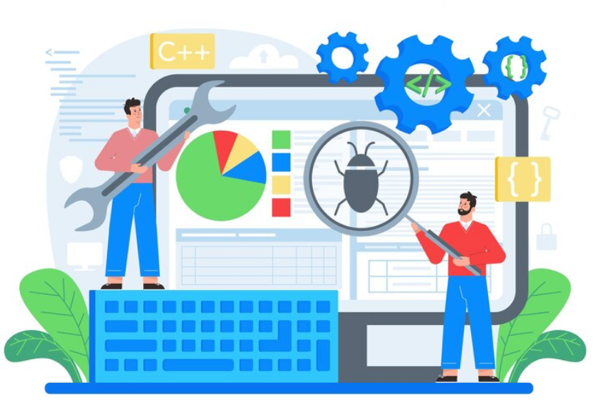 C++
</>
{}
{ }